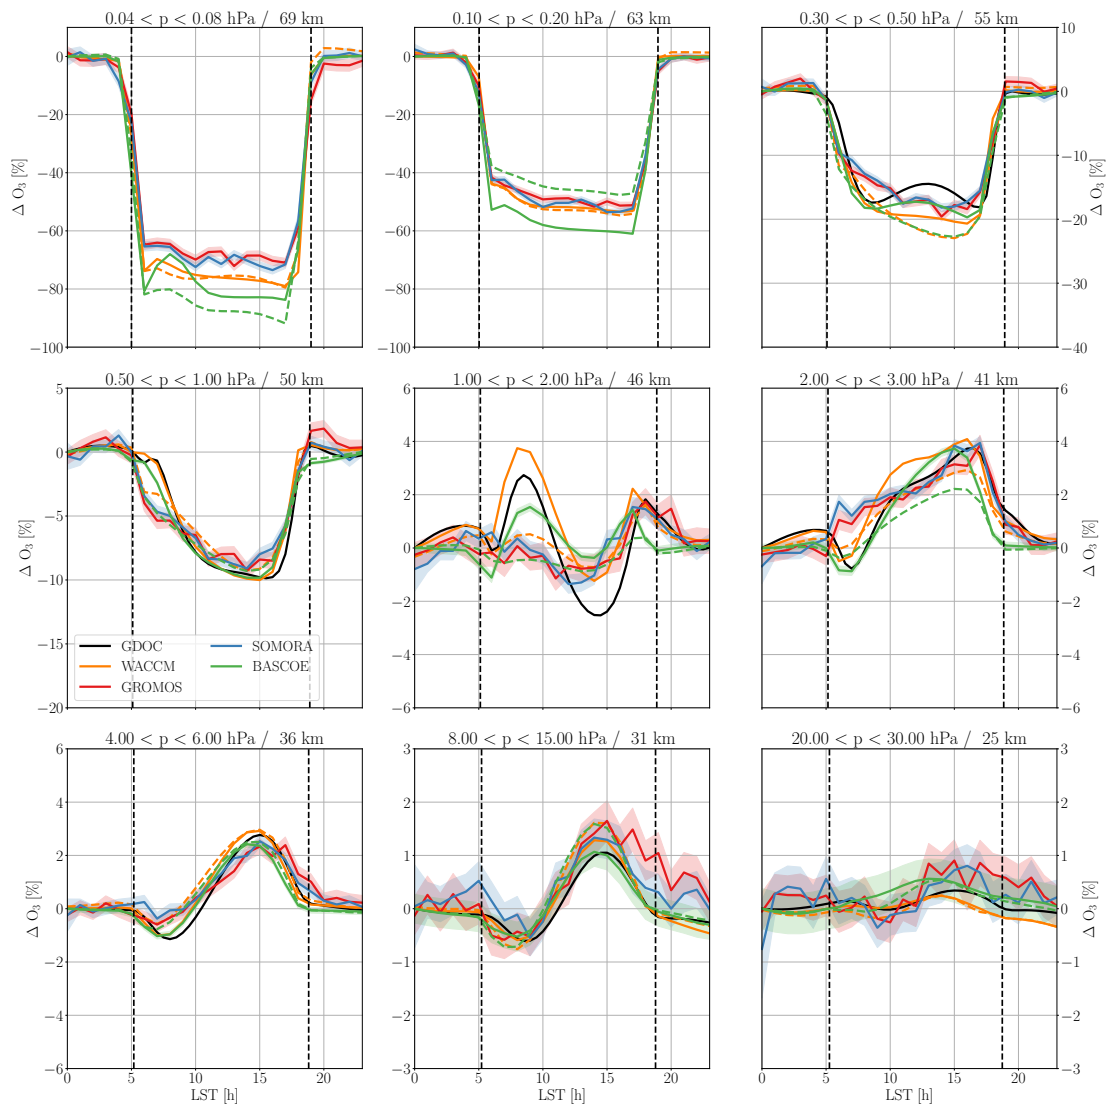 0.04 < p < 0.08 hPa / 69 km
0.10 < p < 0.20 hPa / 63 km
0.30 < p < 0.50 hPa / 55 km
0
−20
−40
−60
−80
−100
Δ O₃ [%]
0
−20
−40
−60
−80
−100
10
0
−10
−20
−30
−40
Δ O₃ [%]
0.50 < p < 1.00 hPa / 50 km
1.00 < p < 2.00 hPa / 46 km
2.00 < p < 3.00 hPa / 41 km
5
0
−5
−10
−15
−20
Δ O₃ [%]
GDOC
WACCM
GROMOS
SOMORA
BASCOE
6
4
2
0
−2
−4
−6
6
4
2
0
−2
−4
−6
Δ O₃ [%]
4.00 < p < 6.00 hPa / 36 km
8.00 < p < 15.00 hPa / 31 km
20.00 < p < 30.00 hPa / 25 km
6
4
2
0
−2
−4
−6
Δ O₃ [%]
3
2
1
0
−1
−2
−3
3
2
1
0
−1
−2
−3
Δ O₃ [%]
0 5 10 15 20
0 5 10 15 20
0 5 10 15 20
LST [h]
LST [h]
LST [h]